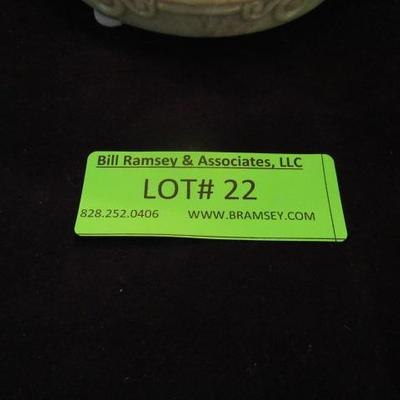 Bill Ramsey & Associates, LLC
LOT# 22
828.252.0406 WWW.BRAMSEY.COM